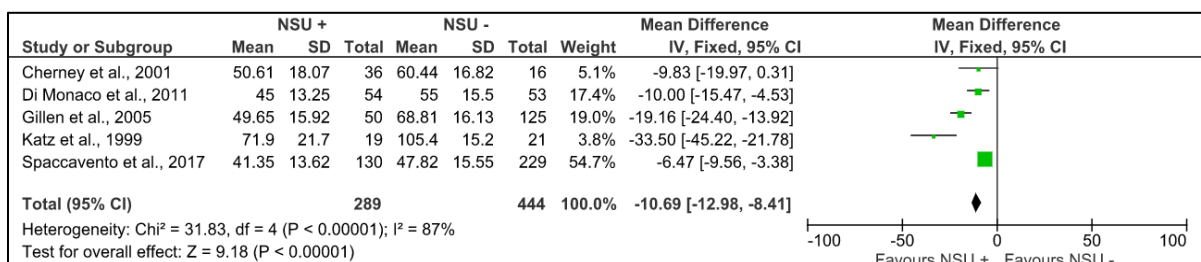 NSU + NSU - Mean Difference Mean Difference
Study or Subgroup Mean SD Total Mean SD Total Weight IV, Fixed, 95% CI IV, Fixed, 95% CI
Cherney et al., 2001 50.61 18.07 36 60.44 16.82 16 5.1% -9.83 [-19.97, 0.31]
Di Monaco et al., 2011 45 13.25 54 55 15.5 53 17.4% -10.00 [-15.47, -4.53]
Gillen et al., 2005 49.65 15.92 50 68.81 16.13 125 19.0% -19.16 [-24.40, -13.92]
Katz et al., 1999 71.9 21.7 19 105.4 15.2 21 3.8% -33.50 [-45.22, -21.78]
Spaccavento et al., 2017 41.35 13.62 130 47.82 15.55 229 54.7% -6.47 [-9.56, -3.38]
Total (95% CI) 289 444 100.0% -10.69 [-12.98, -8.41]
Heterogeneity: Chi² = 31.83, df = 4 (P < 0.00001); I² = 87%
Test for overall effect: Z = 9.18 (P < 0.00001)
-100 -50 0 50 100
Favours NSU + Favours NSU -